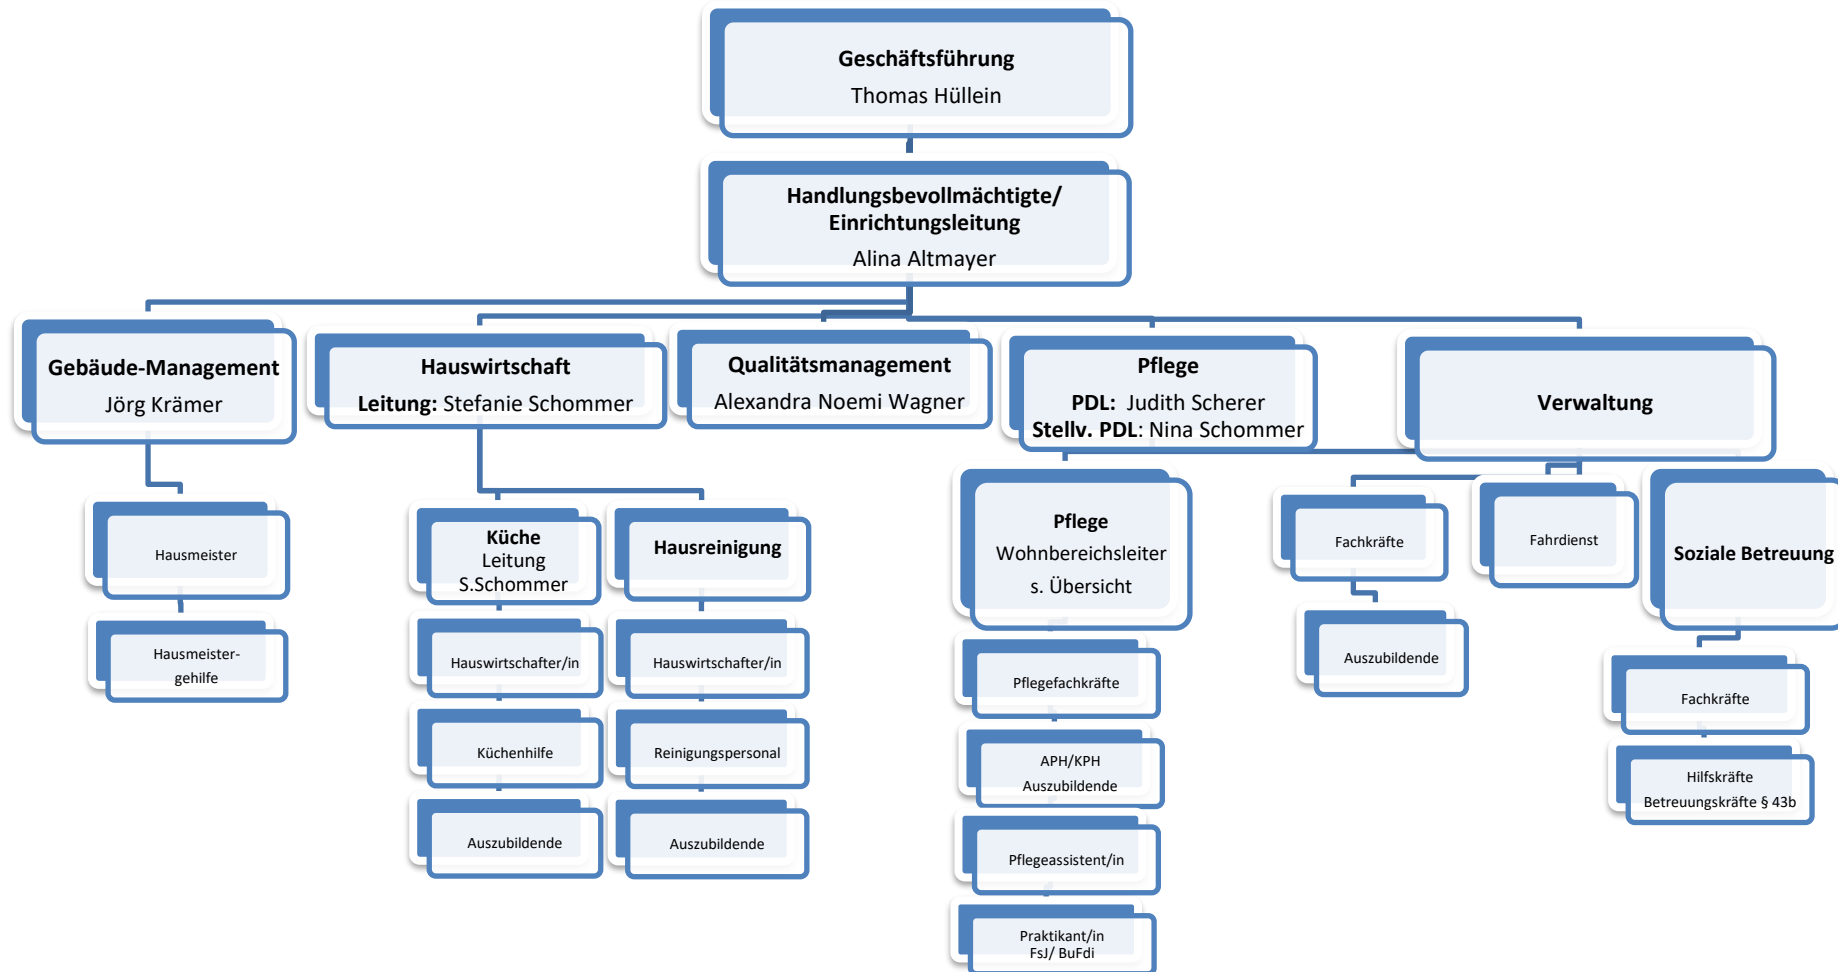 Geschäftsführung
Thomas Hüllein
Handlungsbevollmächtigte/
Einrichtungsleitung
Alina Altmayer
Gebäude-Management
Jörg Krämer
Hauswirtschaft
Leitung: Stefanie Schommer
Qualitätsmanagement
Alexandra Noemi Wagner
Pflege
PDL: Judith Scherer
Stellv. PDL: Nina Schommer
Verwaltung
Hausmeister
Hausmeister-
gehilfe
Küche
Leitung
S.Schommer
Hauswirtschafter/in
Küchenhilfe
Auszubildende
Hausreinigung
Hauswirtschafter/in
Reinigungspersonal
Auszubildende
Pflege
Wohnbereichsleiter
s. Übersicht
Pflegefachkräfte
APH/KPH
Auszubildende
Pflegeassistent/in
Praktikant/in
FsJ/ BuFdi
Fachkräfte
Auszubildende
Fahrdienst
Soziale Betreuung
Fachkräfte
Hilfskräfte
Betreuungskräfte § 43b